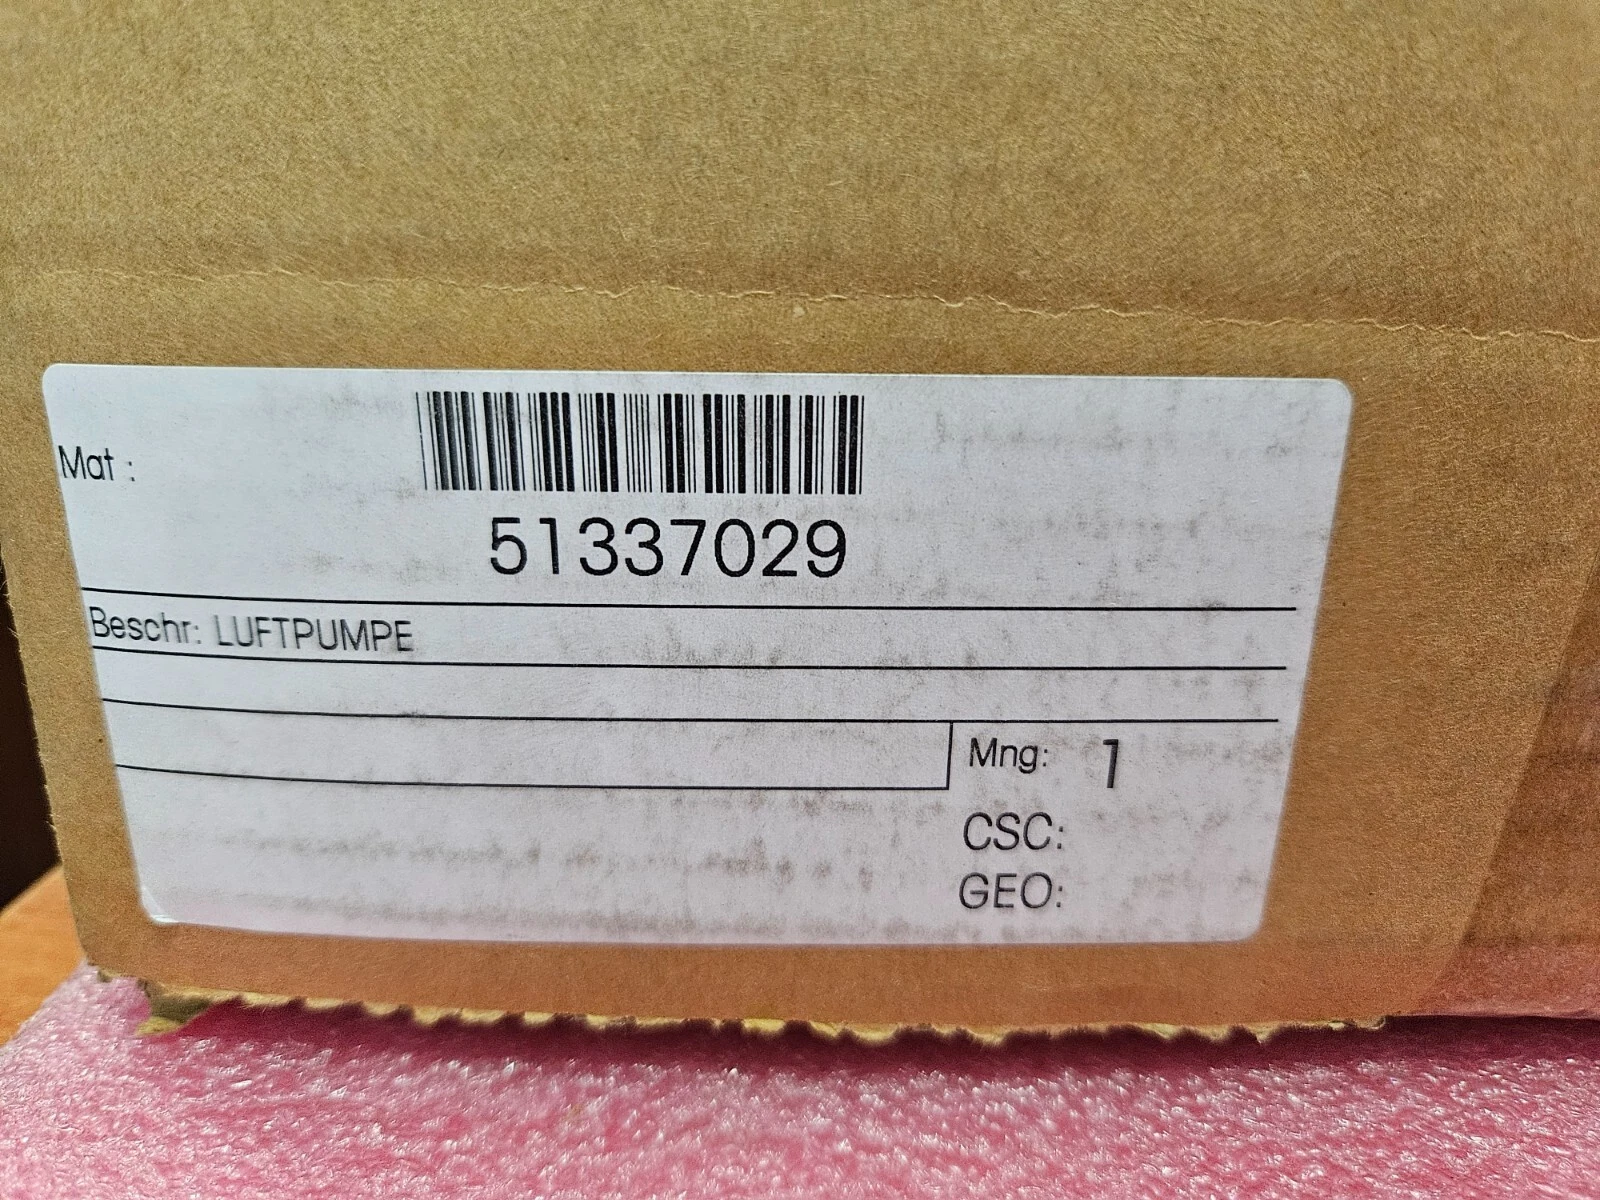 Mat :
51337029
Beschr: LUFTPUMPE
Mng: 1
CSC:
GEO: